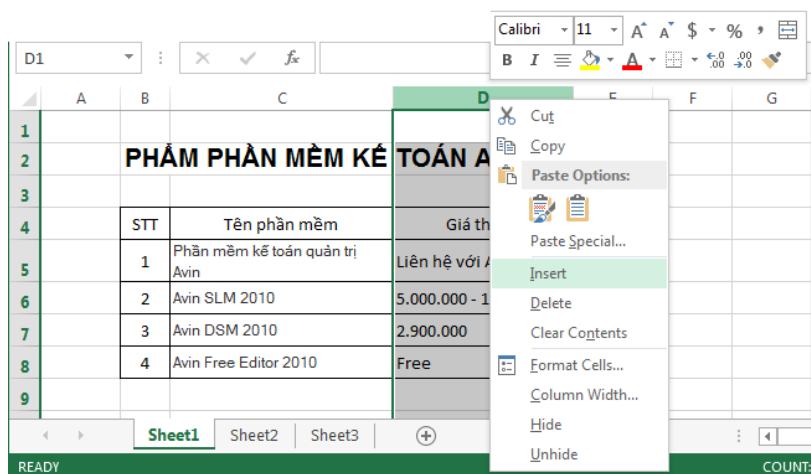 Calibri 11 A A $ % ,
B I A .00 .00
D1 fx
A B C D E F G
1
2 PHẨM PHẦN MỀM KẾ TOÁN A
3
4 STT Tên phần mềm Giá th
5 1 Phần mềm kế toán quản trị Avin Liên hệ với A
6 2 Avin SLM 2010 5.000.000 - 1
7 3 Avin DSM 2010 2.900.000
8 4 Avin Free Editor 2010 Free
9
Cut
Copy
Paste Options:
Paste Special...
Insert
Delete
Clear Contents
Format Cells...
Column Width...
Hide
Unhide
Sheet1 Sheet2 Sheet3
READY COUNT: